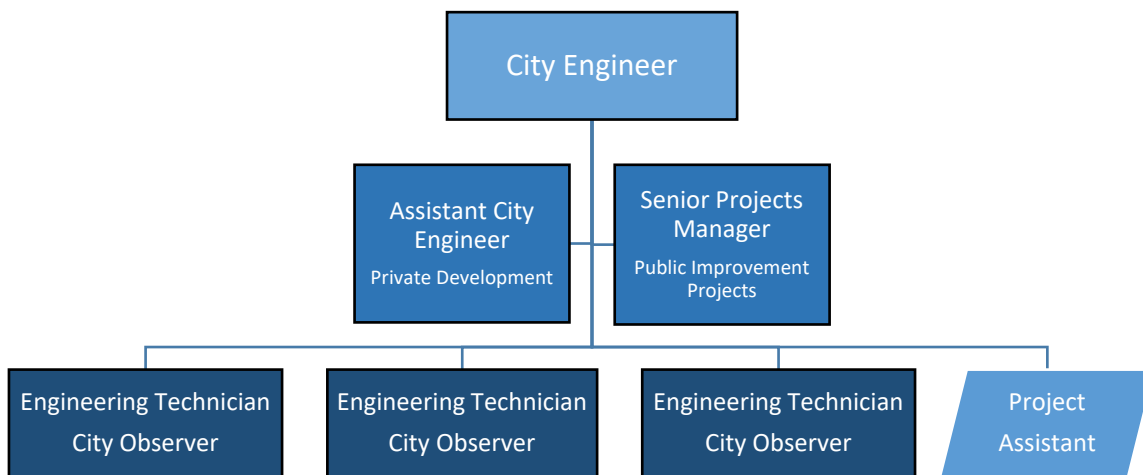 City Engineer
Assistant City
Engineer
Private Development
Senior Projects
Manager
Public Improvement
Projects
Engineering Technician
City Observer
Engineering Technician
City Observer
Engineering Technician
City Observer
Project
Assistant